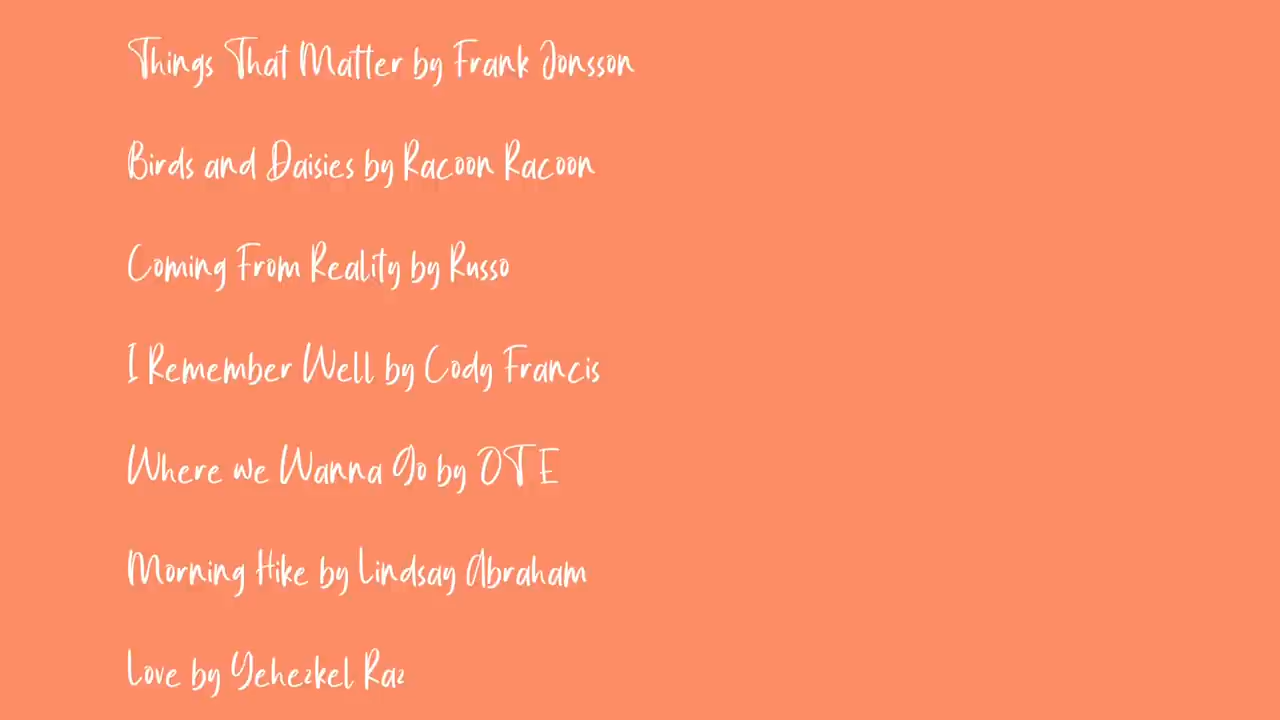 Things That Matter by Frank Jonsson
Birds and Daisies by Racoon Racoon
Coming From Reality by Russo
I Remember Well by Cody Francis
Where we Wanna Go by OTE
Morning Hike by Lindsay Abraham
Love by Yehezkel Raz